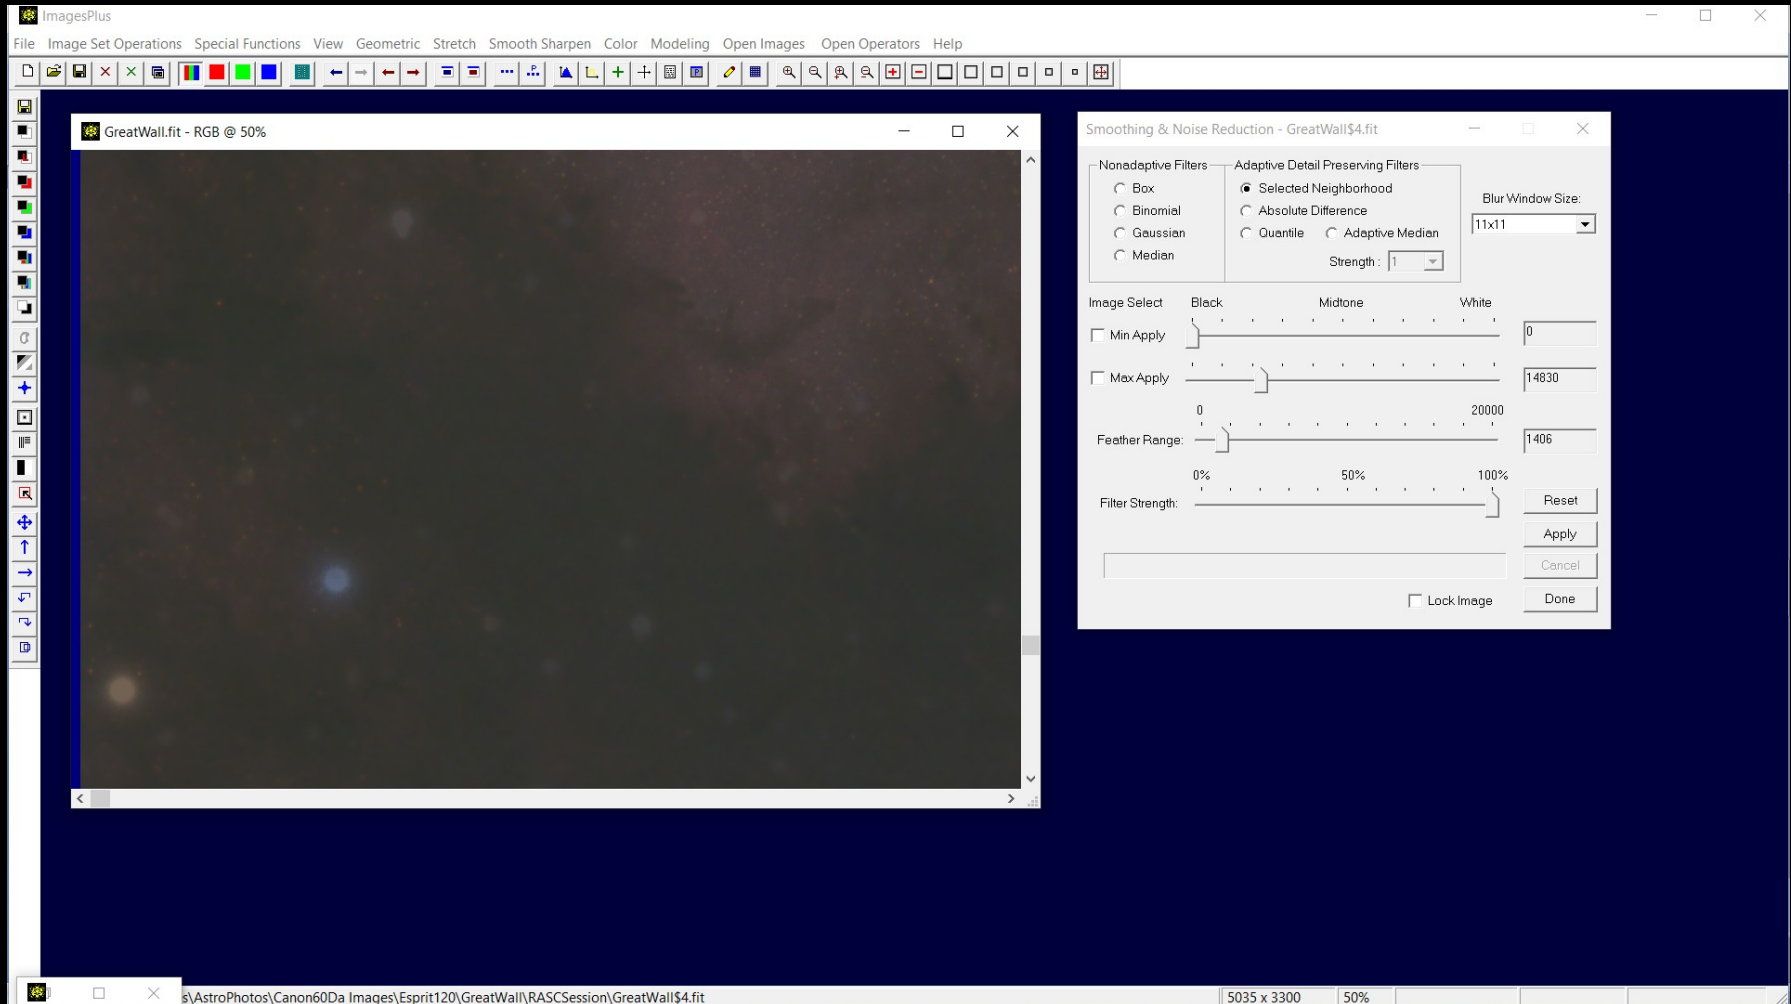 ImagesPlus
File Image Set Operations Special Functions View Geometric Stretch Smooth Sharpen Color Modeling Open Images Open Operators Help
GreatWall.fit - RGB @ 50%
Smoothing & Noise Reduction - GreatWall$4.fit
Nonadaptive Filters Adaptive Detail Preserving Filters
Box Selected Neighborhood
Blur Window Size:
Binomial Absolute Difference
11x11
Gaussian Quantile Adaptive Median
Median
Strength : 1
Image Select Black Midtone White
Min Apply 0
Max Apply 14830
0 20000
Feather Range: 1406
0% 50% 100%
Filter Strength:
Reset
Apply
Cancel
Lock Image Done
s\AstroPhotos\Canon60Da Images\Esprit120\GreatWall\RASCSession\GreatWall$4.fit 5035 x 3300 50%